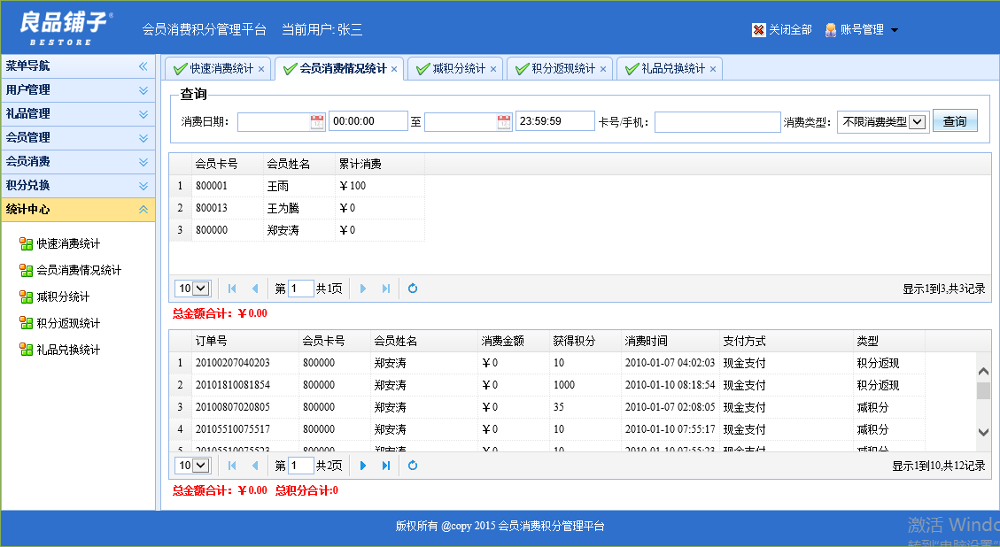 良品铺子®
BESTORE
会员消费积分管理平台 当前用户: 张三
关闭全部 账号管理
菜单导航
用户管理
礼品管理
会员管理
会员消费
积分兑换
统计中心
快速消费统计
会员消费情况统计
减积分统计
积分返现统计
礼品兑换统计
快速消费统计 × 会员消费情况统计 × 减积分统计 × 积分返现统计 × 礼品兑换统计 ×
查询
消费日期： 00:00:00 至 23:59:59 卡号/手机： 消费类型： 不限消费类型 查询
会员卡号 会员姓名 累计消费
1 800001 王雨 ￥100
2 800013 王为腾 ￥0
3 800000 郑安涛 ￥0
10 第 1 共1页 显示1到3,共3记录
总金额合计：￥0.00
订单号 会员卡号 会员姓名 消费金额 获得积分 消费时间 支付方式 类型
1 20100207040203 800000 郑安涛 ￥0 10 2010-01-07 04:02:03 现金支付 积分返现
2 20101810081854 800000 郑安涛 ￥0 1000 2010-01-10 08:18:54 现金支付 积分返现
3 20100807020805 800000 郑安涛 ￥0 35 2010-01-07 02:08:05 现金支付 减积分
4 20105510075517 800000 郑安涛 ￥0 10 2010-01-10 07:55:17 现金支付 减积分
5 20105510075523 800000 郑安涛 ￥0 10 2010-01-10 07:55:23 现金支付 减积分
10 第 1 共2页 显示1到10,共12记录
总金额合计：￥0.00 总积分合计:0
版权所有 @copy 2015 会员消费积分管理平台
激活 Windo
转到"电脑设置"